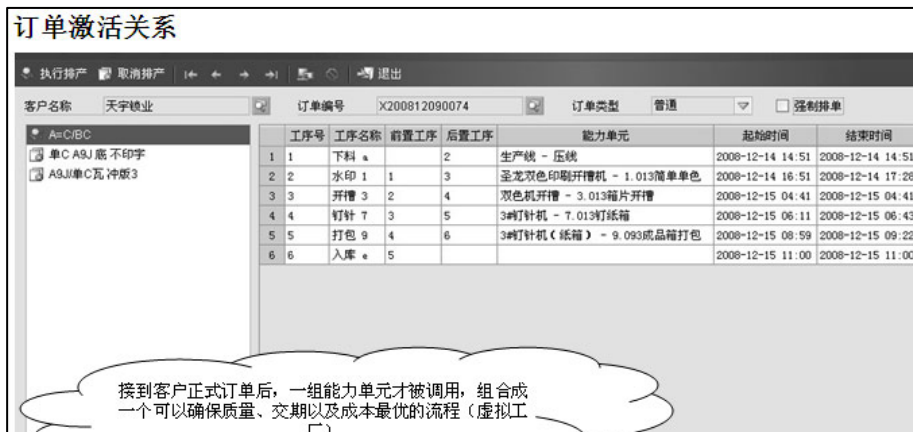 订单激活关系
执行排产 取消排产 退出
客户名称 天宇镜业 订单编号 X200812090074 订单类型 普通 强制排单
A=C/BC
单C A9J 底 不印字
A9J/单C瓦 冲版3
工序号 工序名称 前置工序 后置工序 能力单元 起始时间 结束时间
1 1 下料 a 2 生产线 - 压线 2008-12-14 14:51 2008-12-14 14:51
2 2 水印 1 1 3 圣龙双色印刷开槽机 - 1.013简单单色 2008-12-14 16:51 2008-12-14 17:28
3 3 开槽 3 2 4 双色机开槽 - 3.013箱片开槽 2008-12-15 04:41 2008-12-15 04:41
4 4 钉针 7 3 5 3#钉针机 - 7.013钉纸箱 2008-12-15 06:11 2008-12-15 06:43
5 5 打包 9 4 6 3#钉针机(纸箱) - 9.093成品箱打包 2008-12-15 08:59 2008-12-15 09:22
6 6 入库 e 5 2008-12-15 11:00 2008-12-15 11:00
接到客户正式订单后，一组能力单元才被调用，组合成
一个可以确保质量、交期以及成本最优的流程（虚拟工